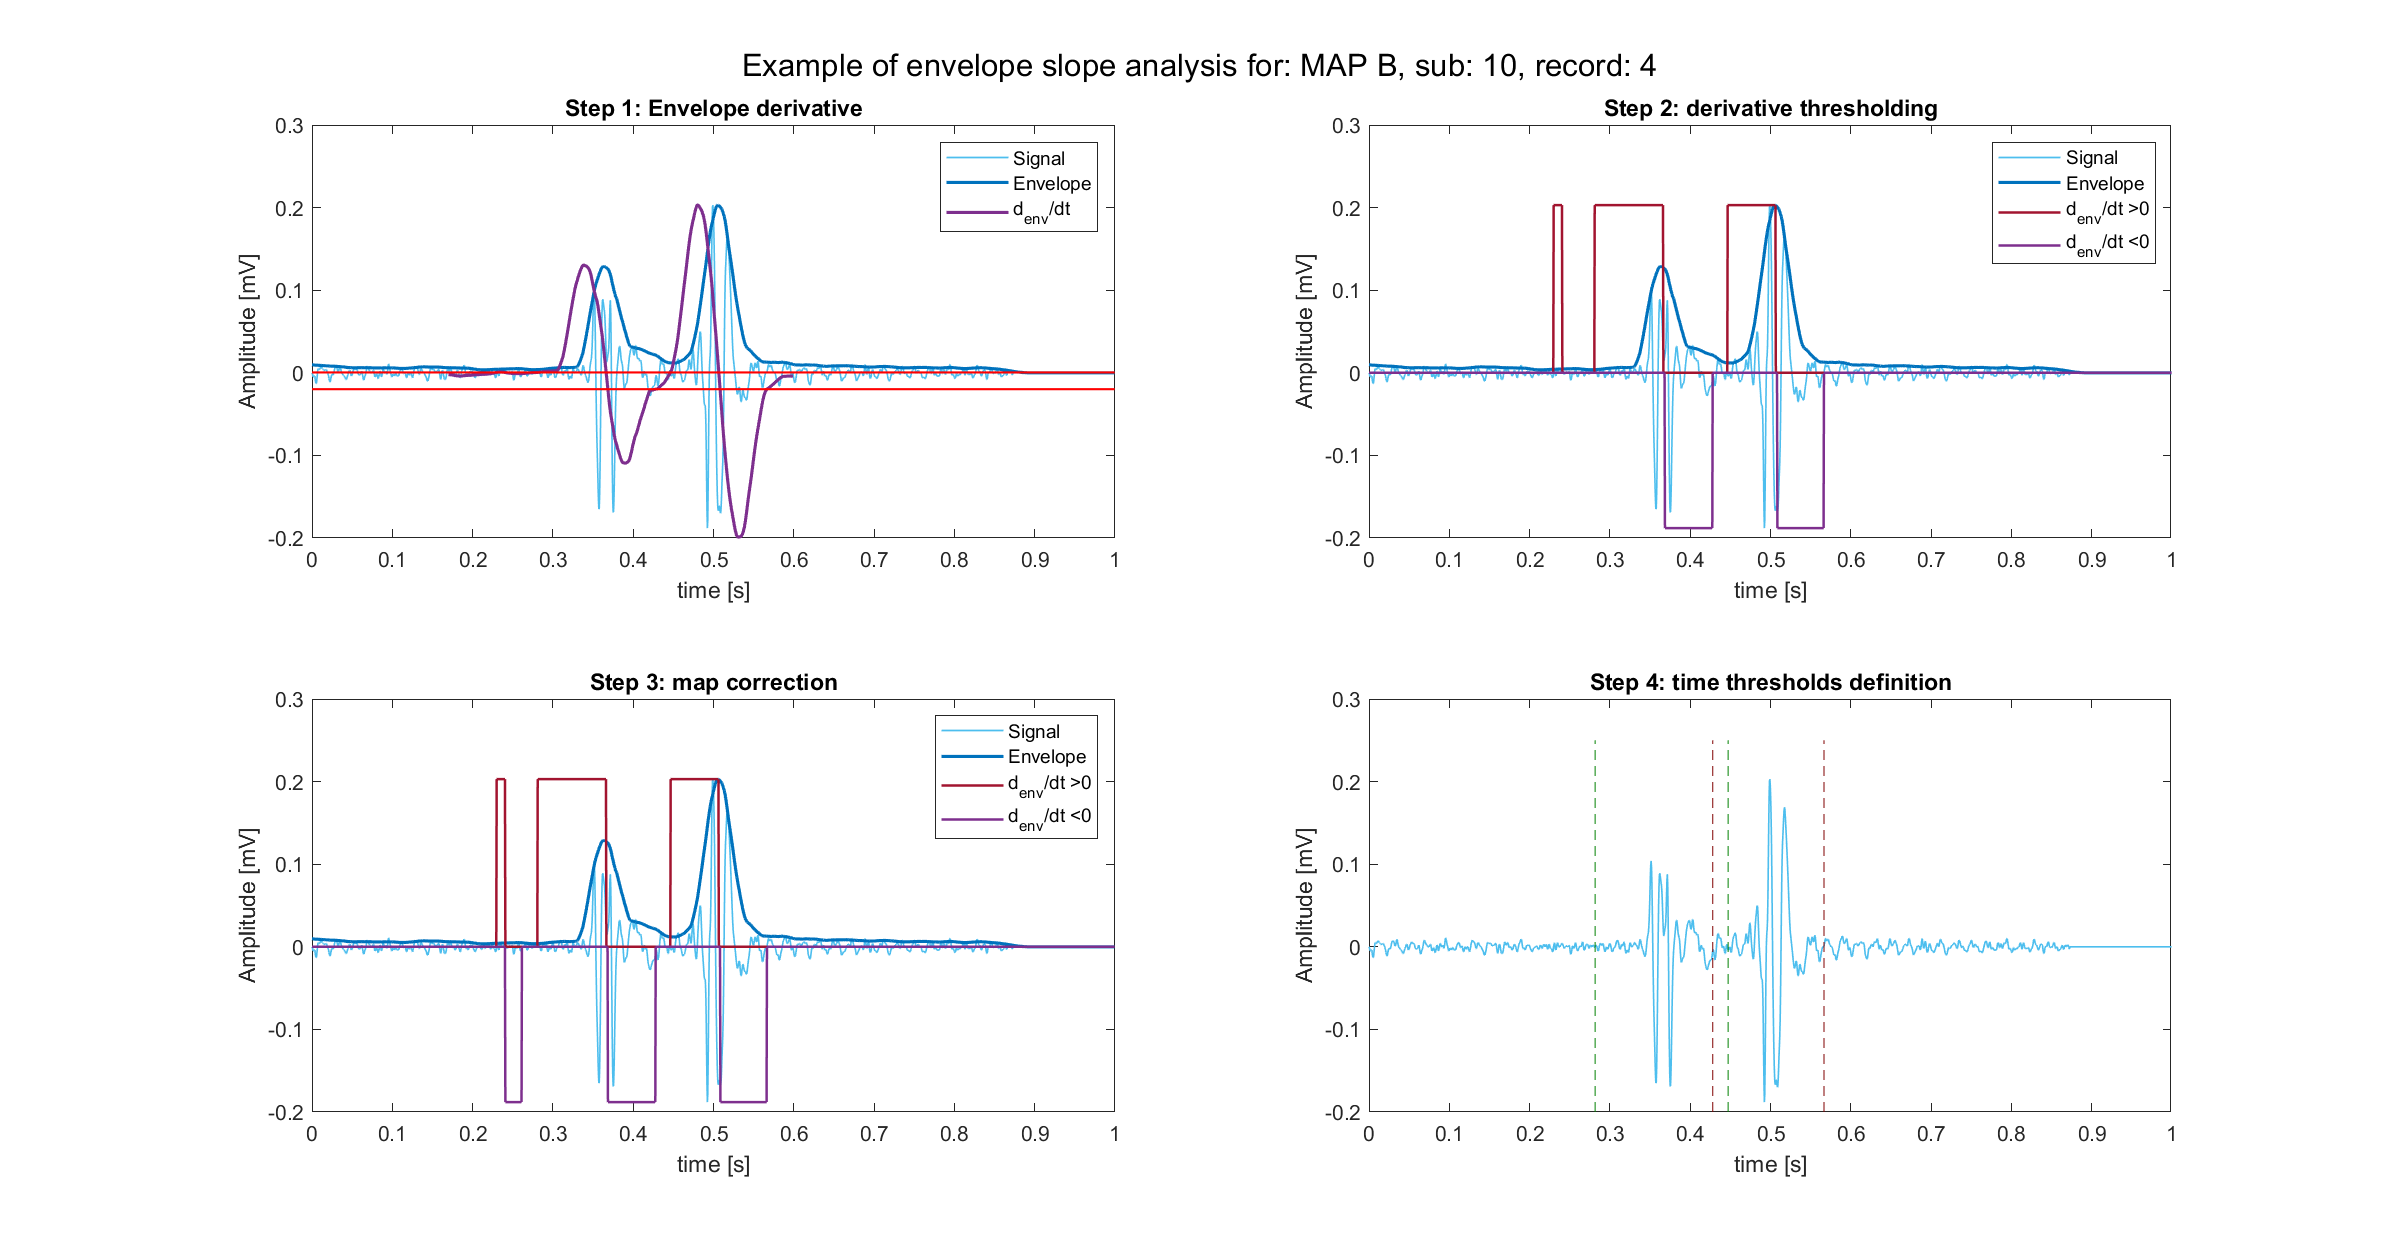 Example of envelope slope analysis for: MAP B, sub: 10, record: 4
Step 1: Envelope derivative
0.3
0.2
0.1
0
-0.1
-0.2
Amplitude [mV]
0 0.1 0.2 0.3 0.4 0.5 0.6 0.7 0.8 0.9 1
time [s]
Signal
Envelope
d_env/dt
Step 2: derivative thresholding
0.3
0.2
0.1
0
-0.1
-0.2
Amplitude [mV]
0 0.1 0.2 0.3 0.4 0.5 0.6 0.7 0.8 0.9 1
time [s]
Signal
Envelope
d_env/dt >0
d_env/dt <0
Step 3: map correction
0.3
0.2
0.1
0
-0.1
-0.2
Amplitude [mV]
0 0.1 0.2 0.3 0.4 0.5 0.6 0.7 0.8 0.9 1
time [s]
Signal
Envelope
d_env/dt >0
d_env/dt <0
Step 4: time thresholds definition
0.3
0.2
0.1
0
-0.1
-0.2
Amplitude [mV]
0 0.1 0.2 0.3 0.4 0.5 0.6 0.7 0.8 0.9 1
time [s]